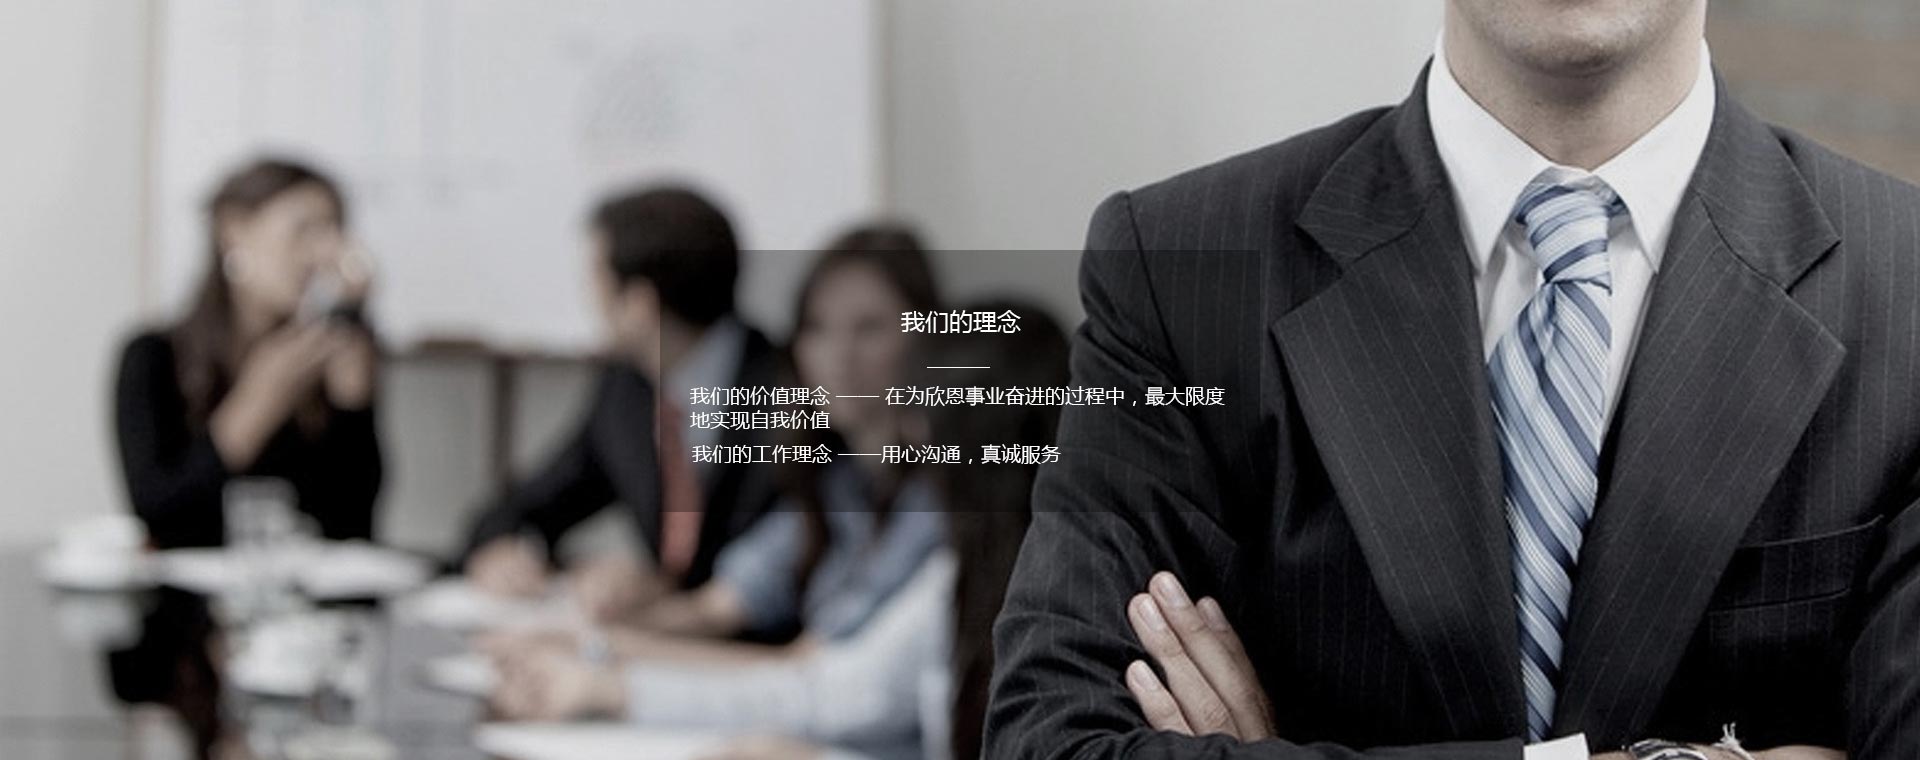 我们的理念
我们的价值理念 —— 在为欣恩事业奋进的过程中，最大限度
地实现自我价值
我们的工作理念 ——用心沟通，真诚服务